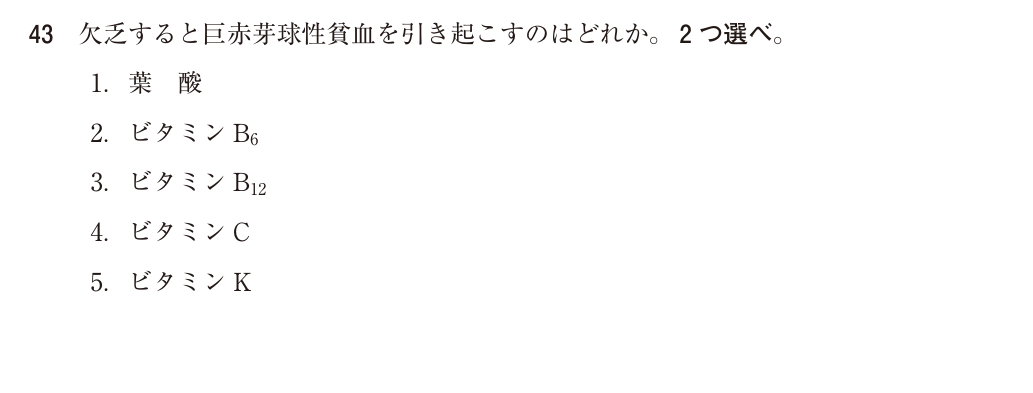 43 欠乏すると巨赤芽球性貧血を引き起こすのはどれか。2つ選べ。
1. 葉　酸
2. ビタミン B₆
3. ビタミン B₁₂
4. ビタミン C
5. ビタミン K